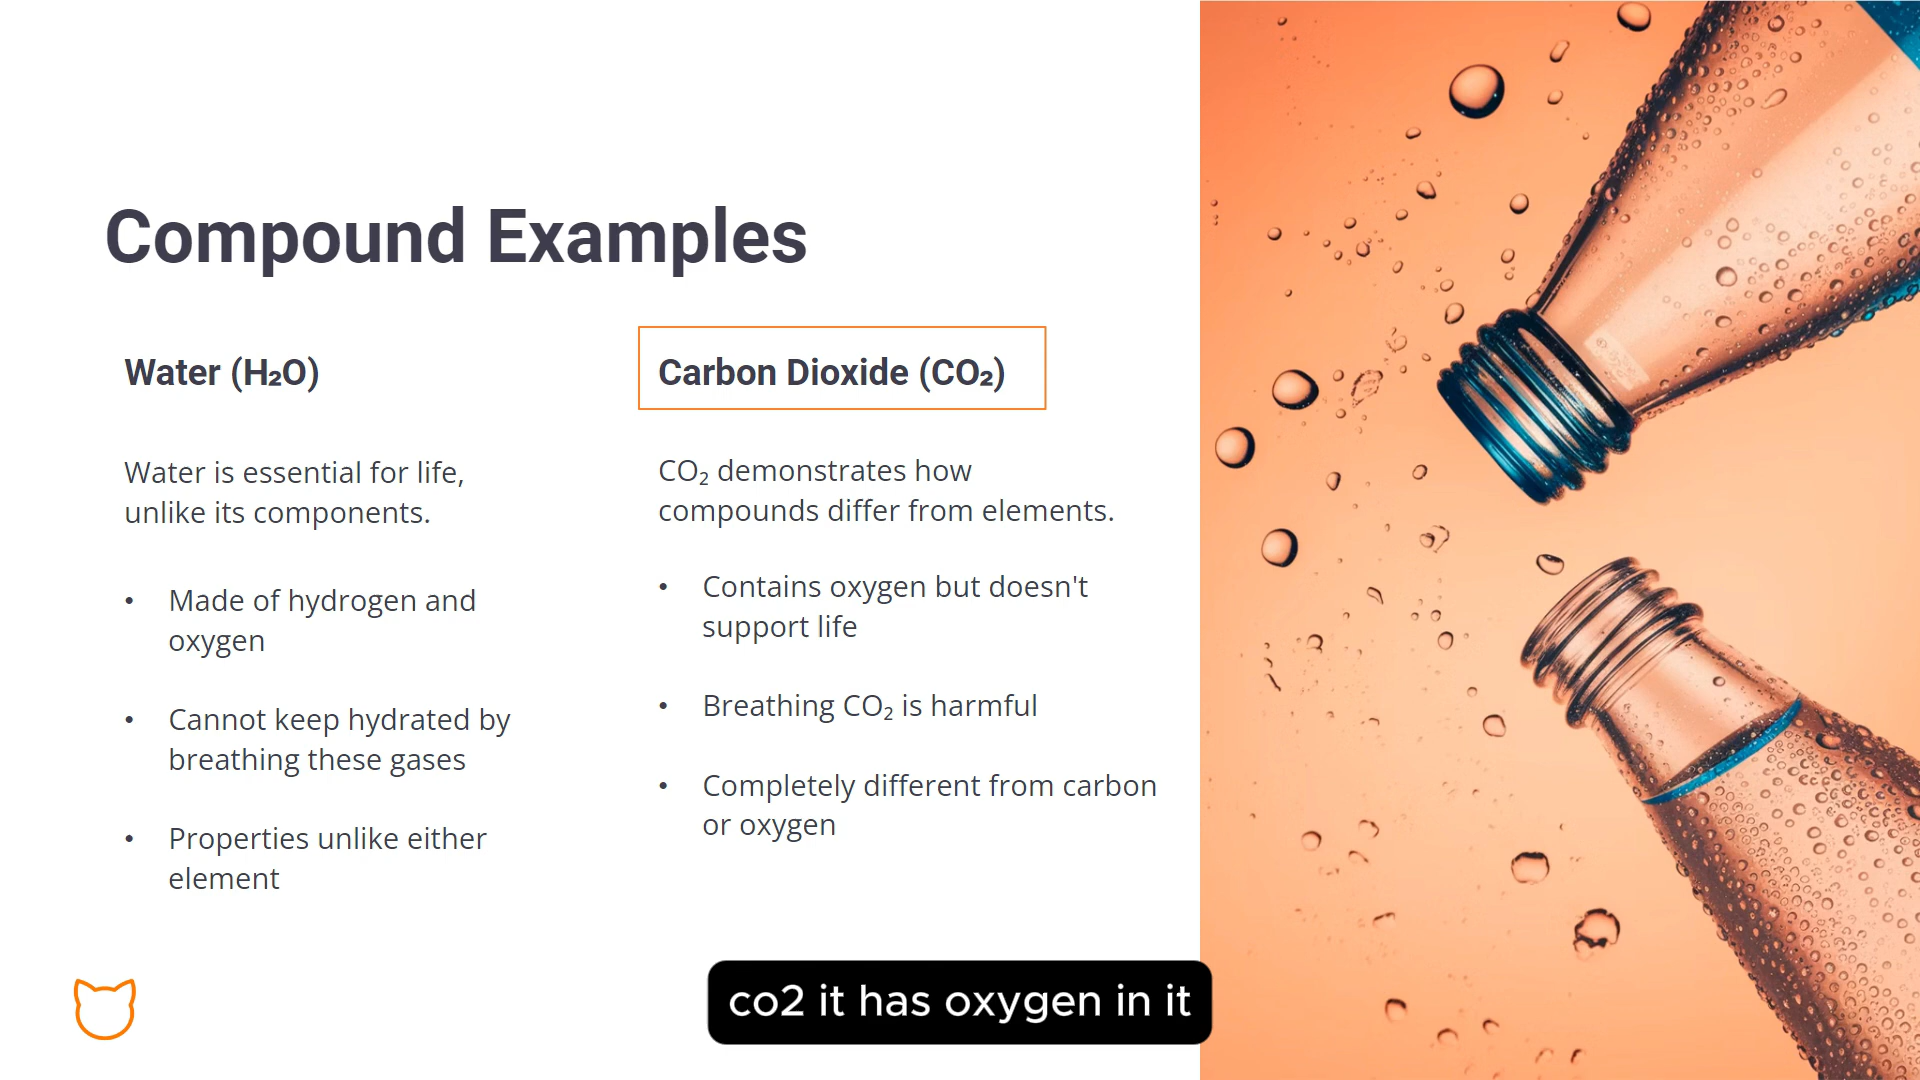 Compound Examples
Water (H₂O)
Water is essential for life,
unlike its components.
• Made of hydrogen and
oxygen
• Cannot keep hydrated by
breathing these gases
• Properties unlike either
element
Carbon Dioxide (CO₂)
CO₂ demonstrates how
compounds differ from elements.
• Contains oxygen but doesn't
support life
• Breathing CO₂ is harmful
• Completely different from carbon
or oxygen
co2 it has oxygen in it